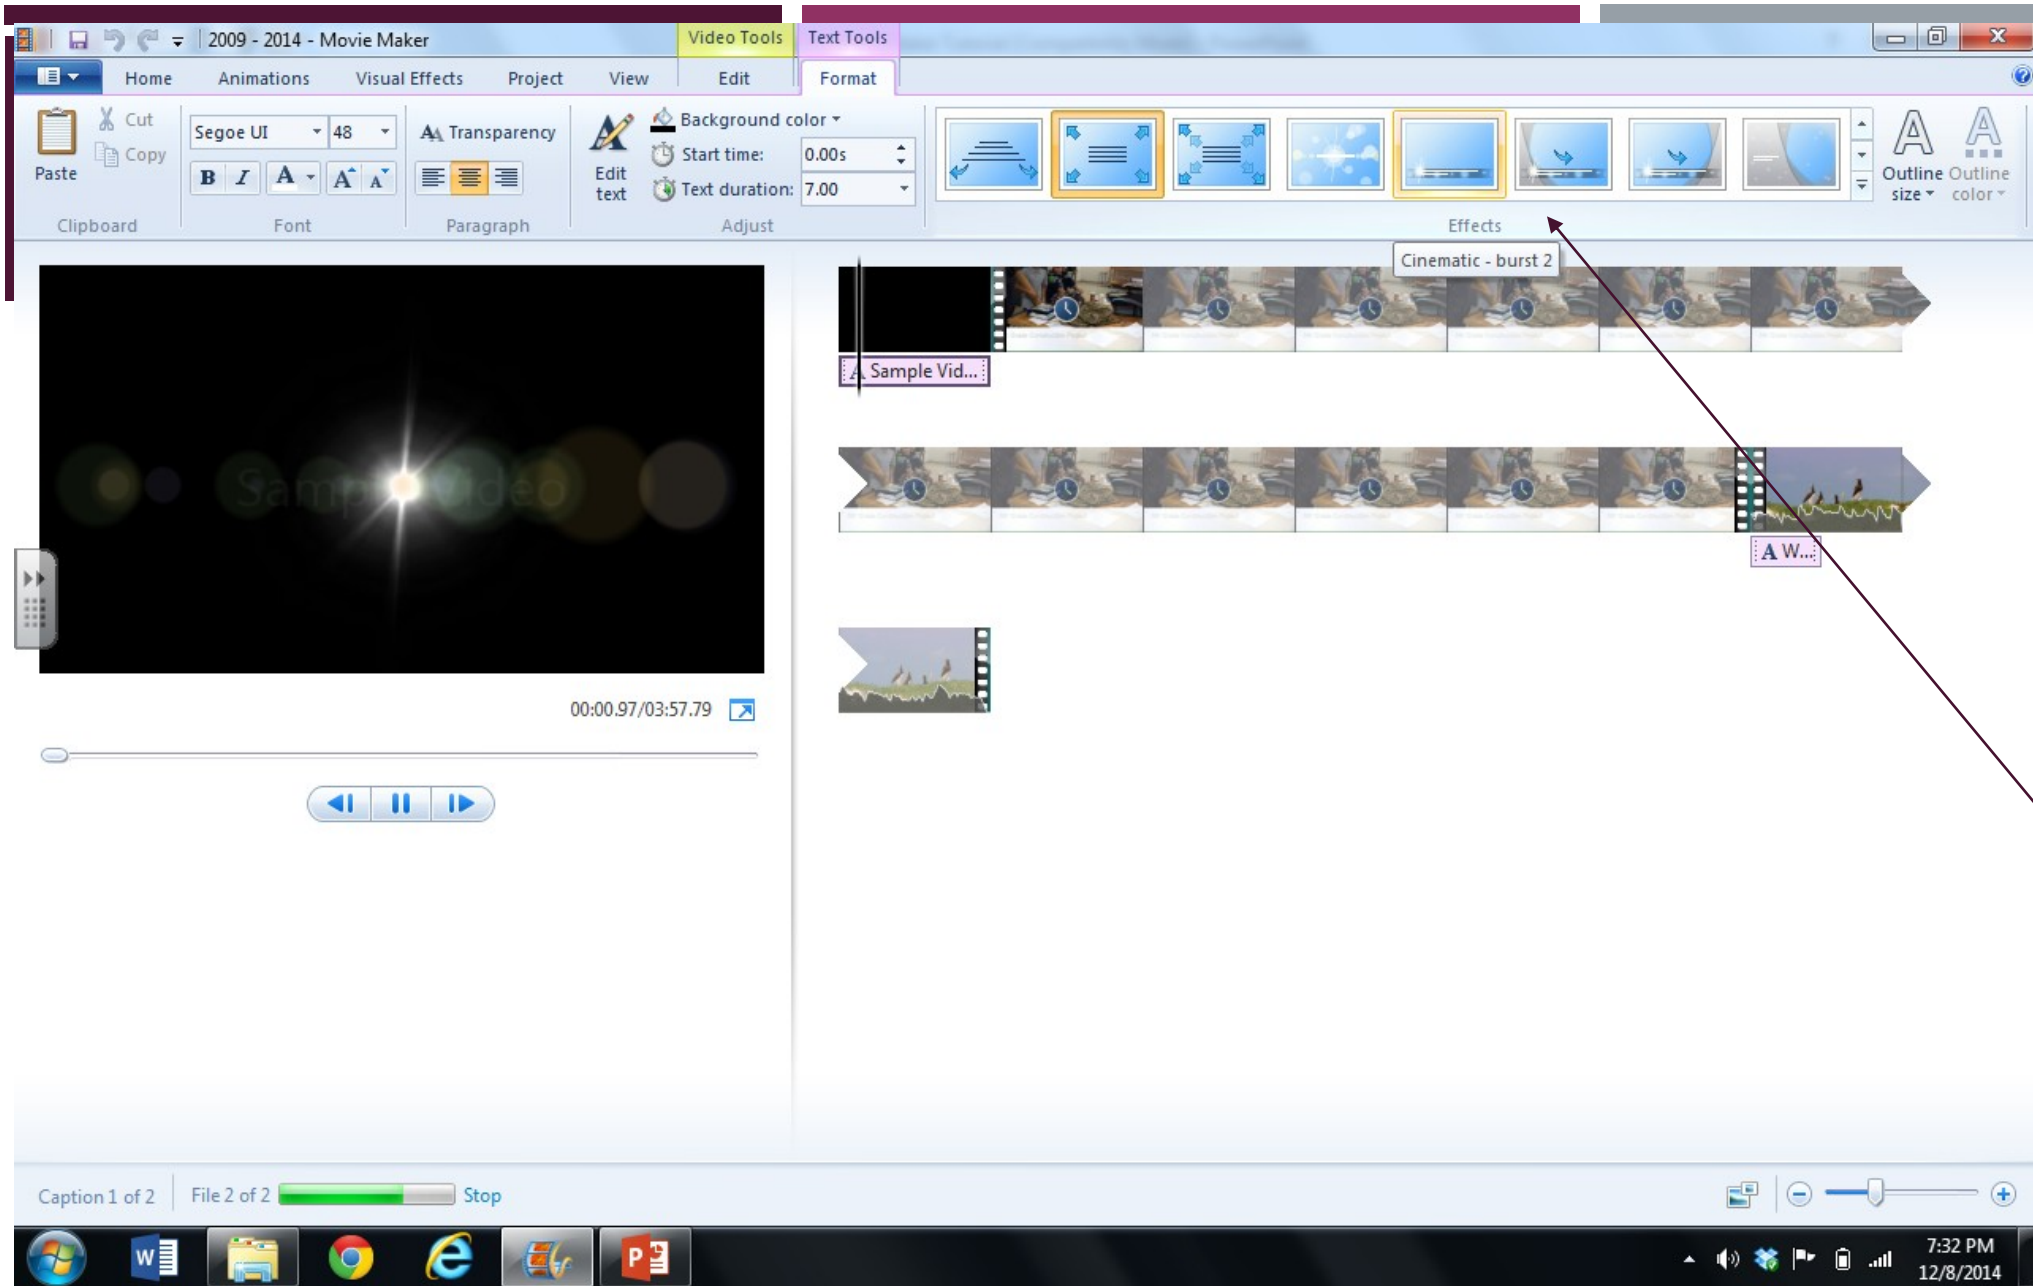 2009 - 2014 - Movie Maker
Video Tools
Text Tools
Home
Animations
Visual Effects
Project
View
Edit
Format
Paste
Cut
Copy
Clipboard
Segoe UI
48
B I A A A
Font
Transparency
Paragraph
Edit
text
Background color
Start time:
0.00s
Text duration:
7.00
Adjust
Effects
Outline
size
Outline
color
Cinematic - burst 2
A Sample Vid...
Sample Video
A W...
00:00.97/03:57.79
Caption 1 of 2
File 2 of 2
Stop
7:32 PM
12/8/2014